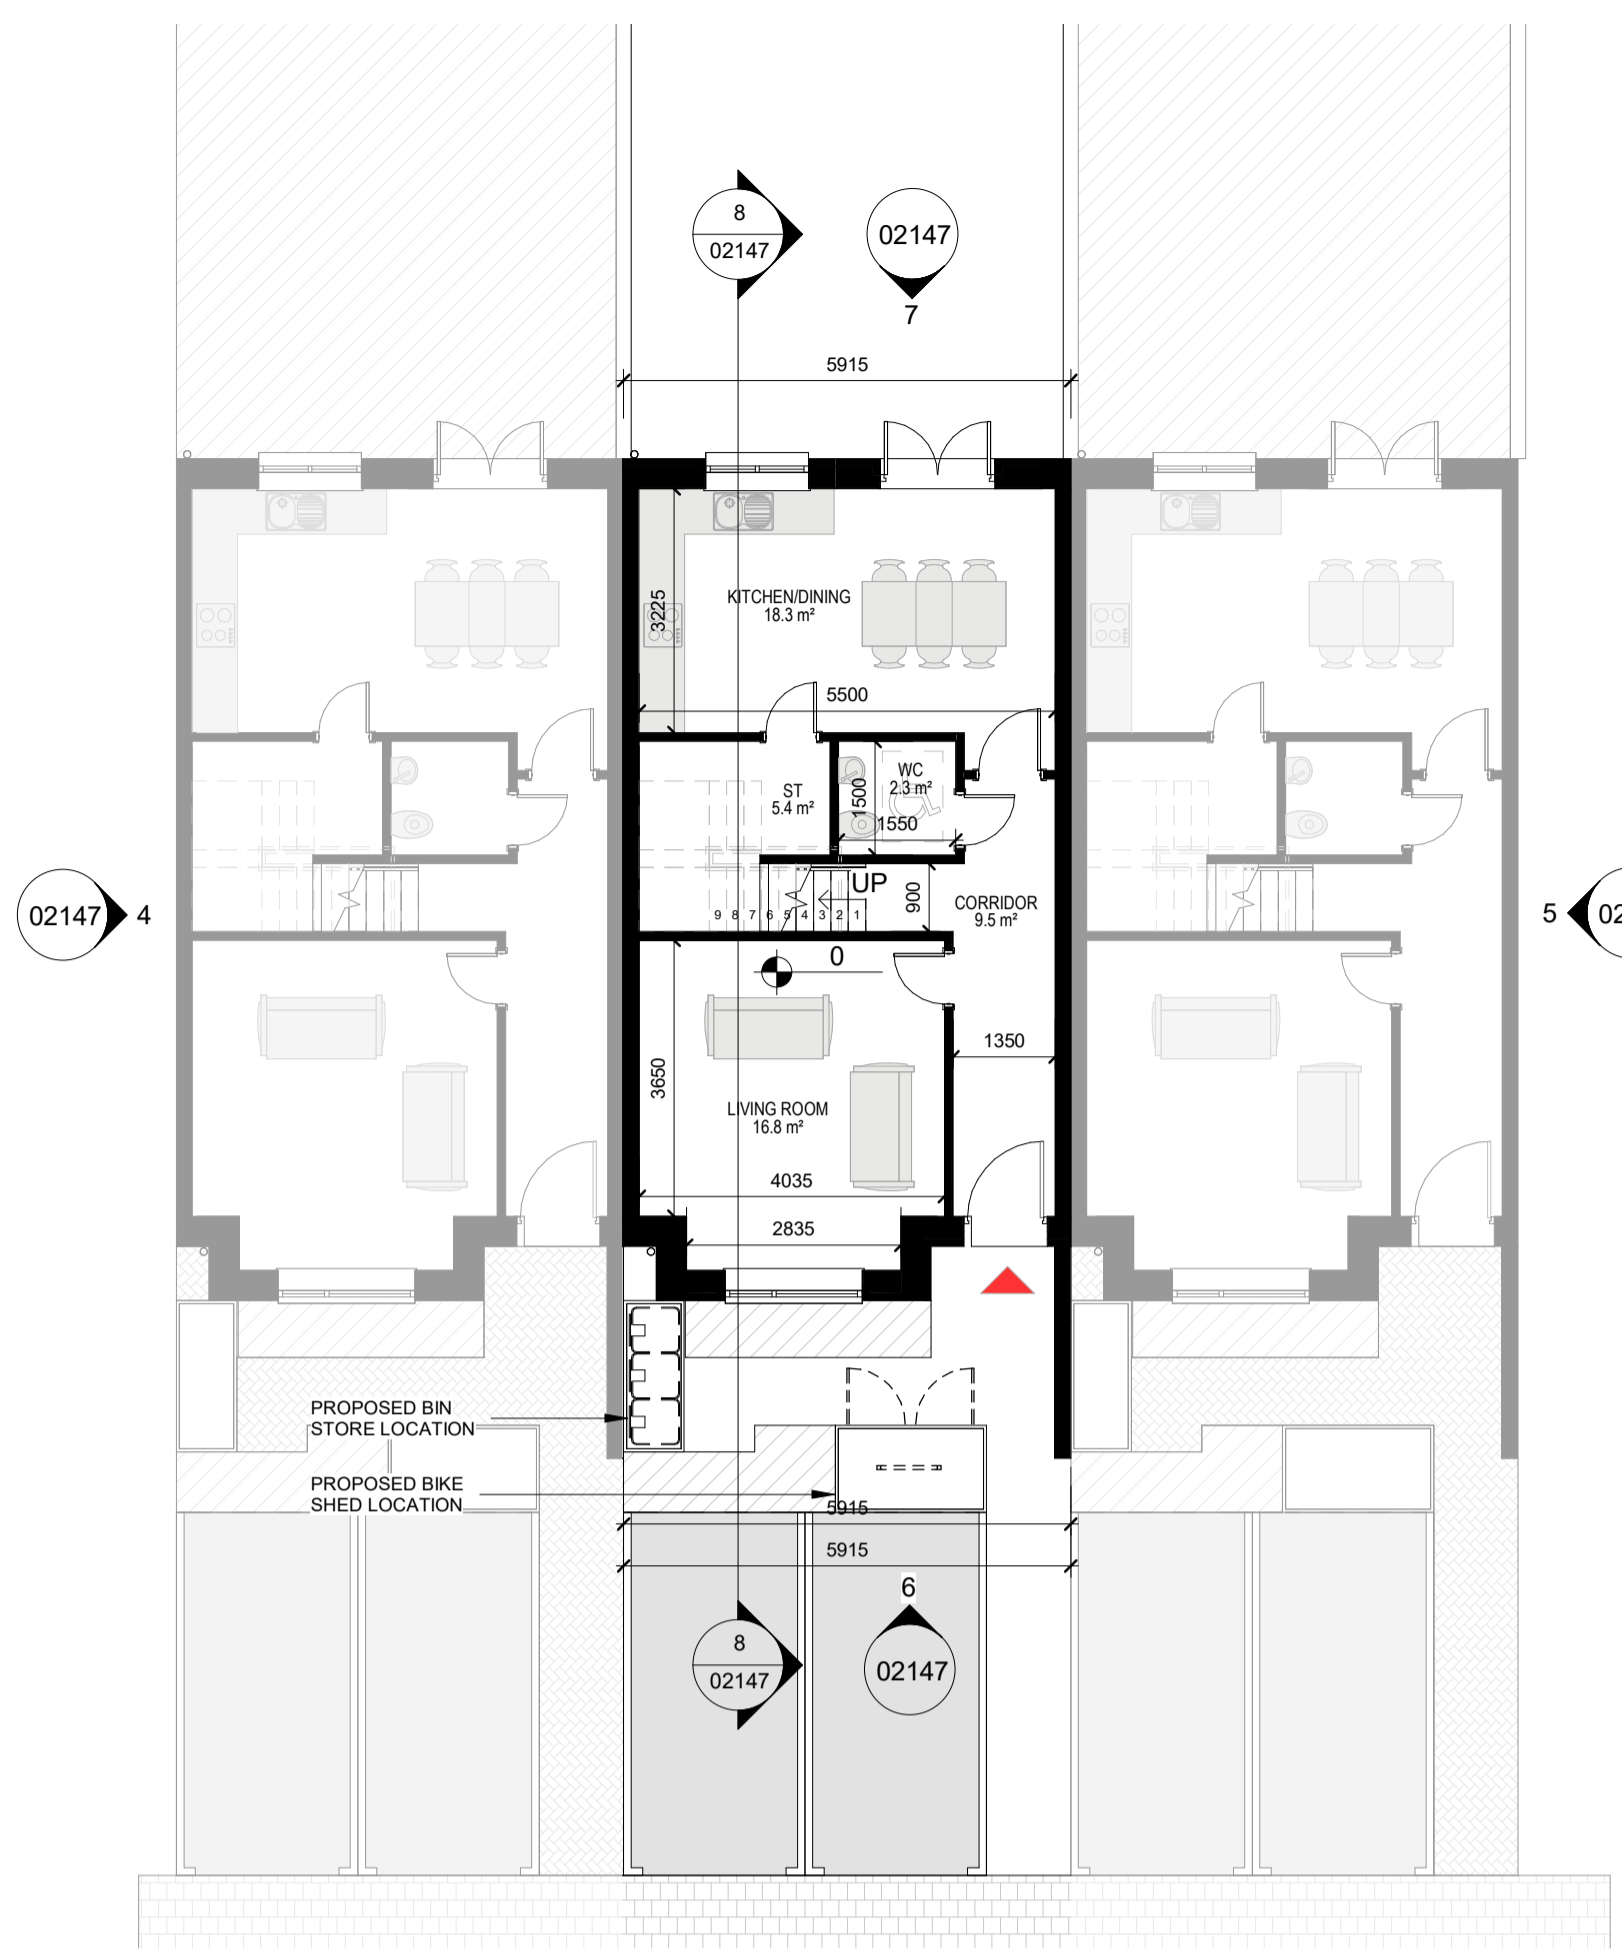 8
02147
02147
7
5915
KITCHEN/DINING
18.3 m²
3225
5500
WC
2.3 m²
ST
5.4 m²
1500
1550
UP
900
CORRIDOR
9.5 m²
9 8 7 6 5 4 3 2 1
02147 4
5 02
0
1350
3650
LIVING ROOM
16.8 m²
4035
2835
PROPOSED BIN
STORE LOCATION
PROPOSED BIKE
SHED LOCATION
5915
5915
6
8
02147
02147